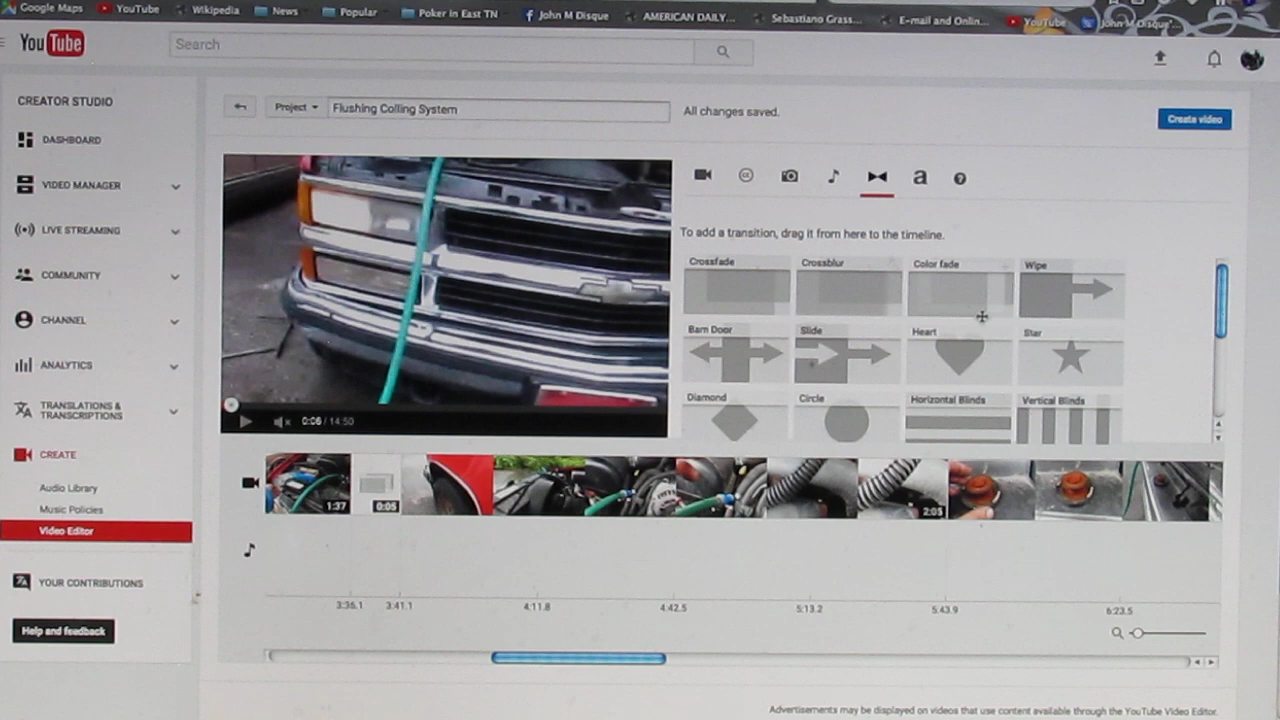 Google Maps YouTube Wikipedia News Popular Poker in East TN John M Disque AMERICAN DAILY... Sebastiano Grass... E-mail and Onlin... YouTube John M Disque'...
YouTube
Search
CREATOR STUDIO
DASHBOARD
VIDEO MANAGER
LIVE STREAMING
COMMUNITY
CHANNEL
ANALYTICS
TRANSLATIONS &
TRANSCRIPTIONS
CREATE
Audio Library
Music Policies
Video Editor
YOUR CONTRIBUTIONS
Help and feedback
Project
Flushing Colling System
All changes saved.
Create video
0:06 / 14:50
To add a transition, drag it from here to the timeline.
Crossfade Crossblur Color fade Wipe
Barn Door Slide Heart Star
Diamond Circle Horizontal Blinds Vertical Blinds
1:37 0:05 2:05
3:36.1 3:41.1 4:11.8 4:42.5 5:13.2 5:43.9 6:23.5
Advertisements may be displayed on videos that use content available through the YouTube Video Editor.